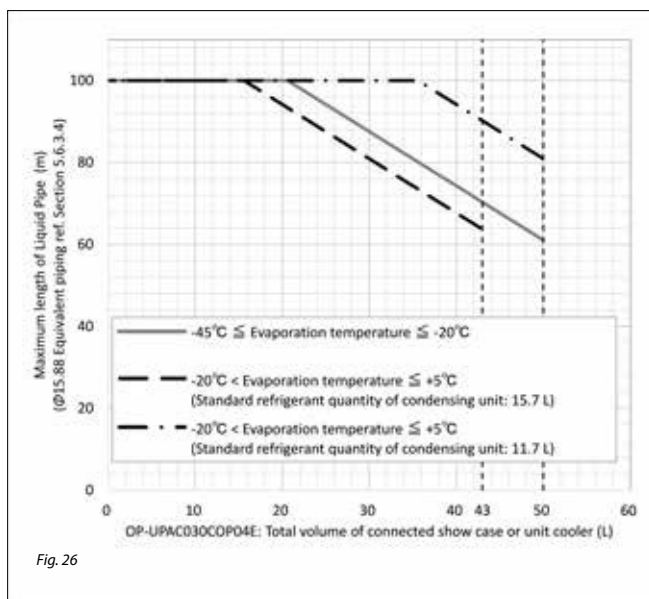 Maximum length of Liquid Pipe (m)
(Φ15.88 Equivalent piping ref. Section 5.6.3.4)
100
80
60
40
20
0
-45℃ ≦ Evaporation temperature ≦ -20℃
-20℃ < Evaporation temperature ≦ +5℃
(Standard refrigerant quantity of condensing unit: 15.7 L)
-20℃ < Evaporation temperature ≦ +5℃
(Standard refrigerant quantity of condensing unit: 11.7 L)
0 10 20 30 40 43 50 60
OP-UPAC030COP04E: Total volume of connected show case or unit cooler (L)
Fig. 26